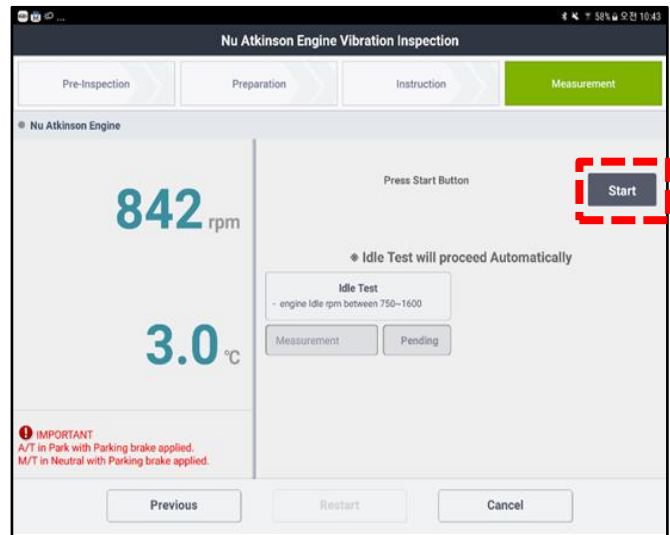 58% 오전 10:43
Nu Atkinson Engine Vibration Inspection
Pre-Inspection
Preparation
Instruction
Measurement
Nu Atkinson Engine
842 rpm
3.0 ℃
IMPORTANT
A/T in Park with Parking brake applied.
M/T in Neutral with Parking brake applied.
Press Start Button
Start
※ Idle Test will proceed Automatically
Idle Test
- engine Idle rpm between 750~1600
Measurement
Pending
Previous
Restart
Cancel